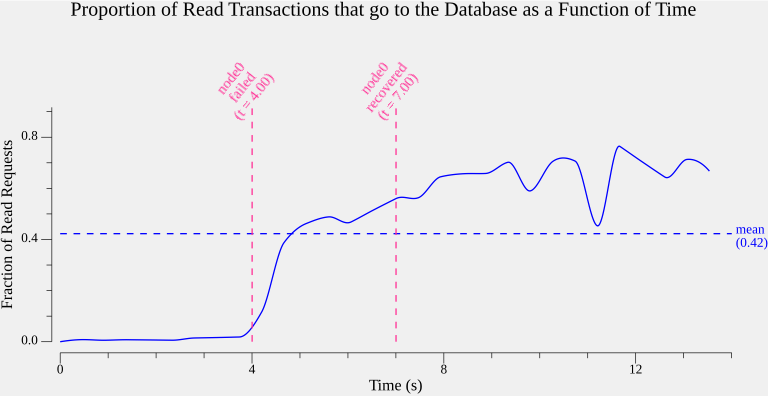 Proportion of Read Transactions that go to the Database as a Function of Time
node0
failed
(t = 4.00)
node0
recovered
(t = 7.00)
Fraction of Read Requests
0.8
0.4
0.0
mean
(0.42)
0
4
8
12
Time (s)